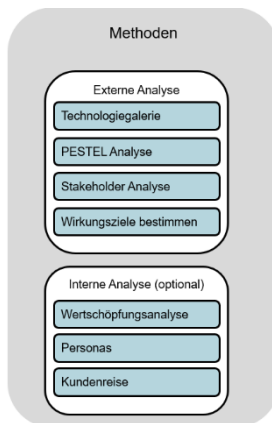 Methoden
Externe Analyse
Technologiegalerie
PESTEL Analyse
Stakeholder Analyse
Wirkungsziele bestimmen
Interne Analyse (optional)
Wertschöpfungsanalyse
Personas
Kundenreise